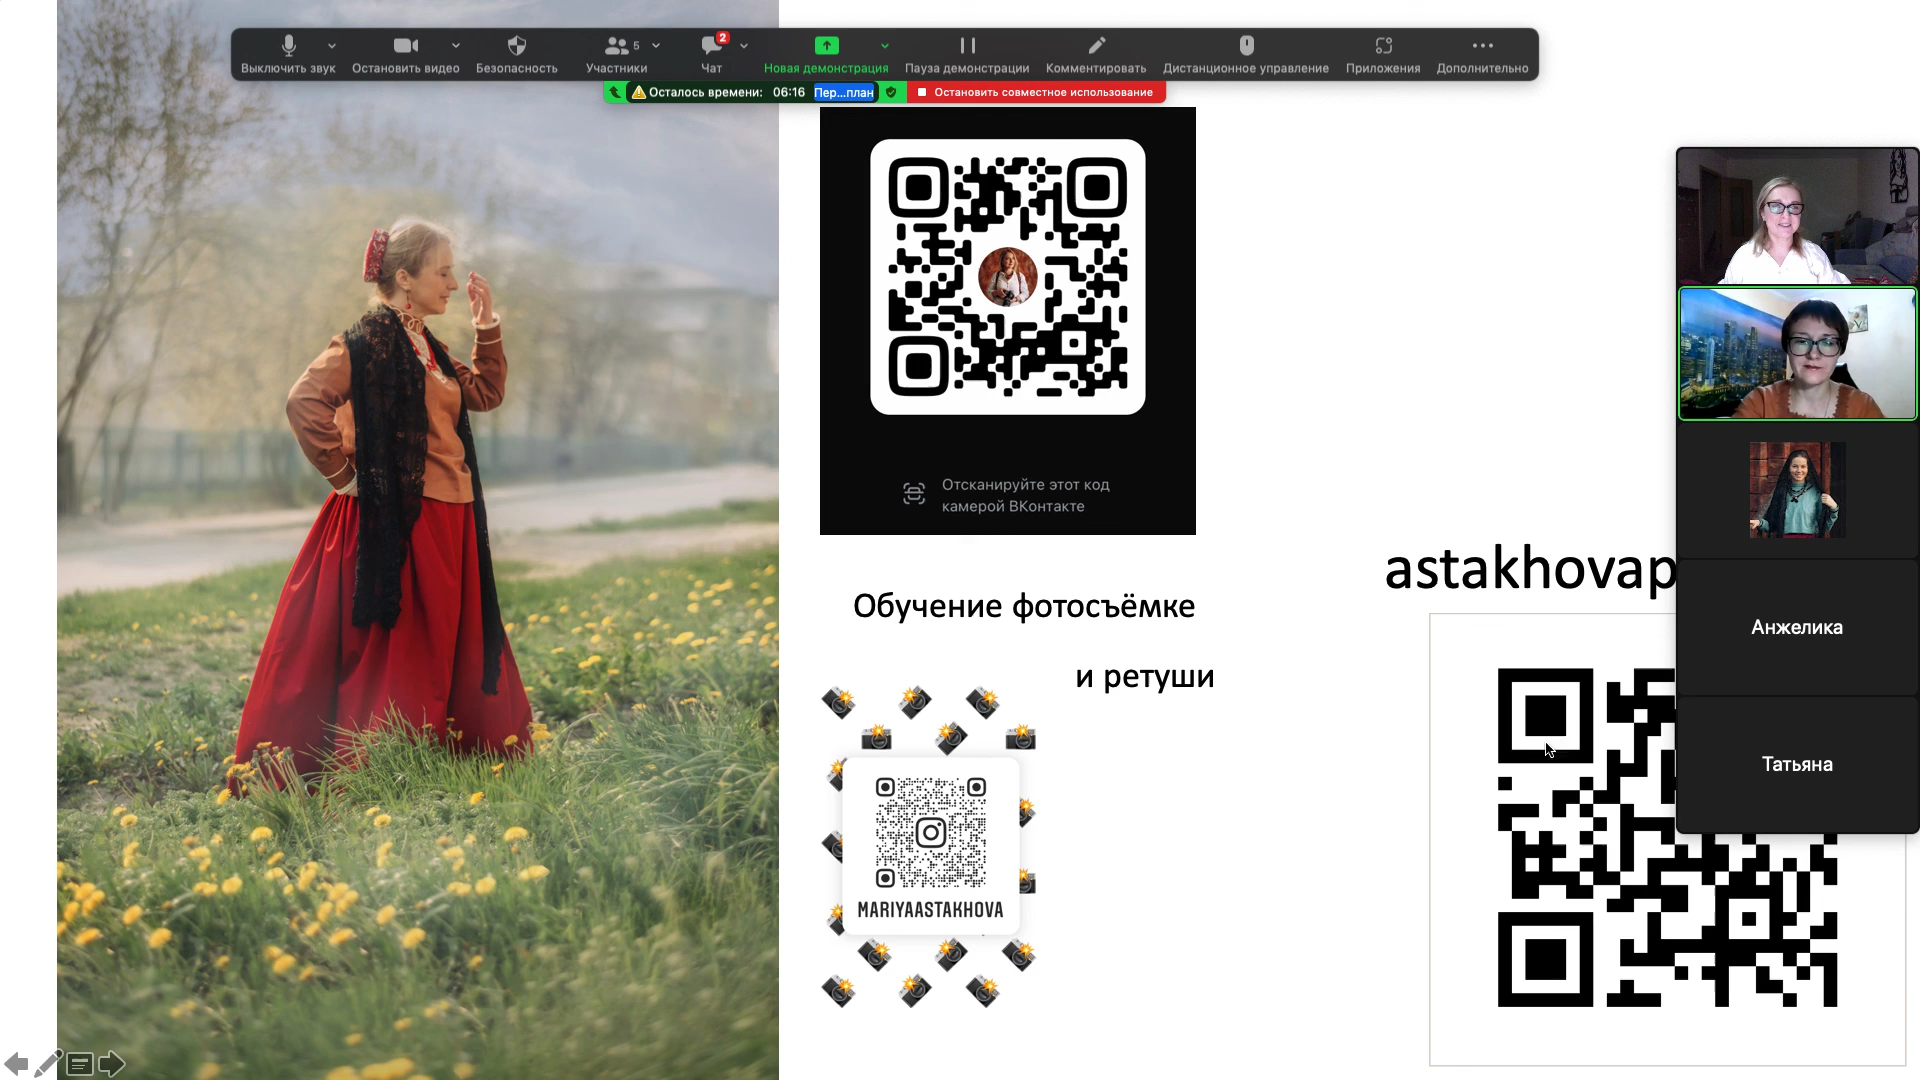 Выключить звук
Остановить видео
Безопасность
5
Участники
2
Чат
Новая демонстрация
Пауза демонстрации
Комментировать
Дистанционное управление
Приложения
Дополнительно
Осталось времени: 06:16 Пер...план
Остановить совместное использование
Отсканируйте этот код
камерой ВКонтакте
Обучение фотосъёмке
и ретуши
MARIYAASTAKHOVA
astakhovap
Анжелика
Татьяна